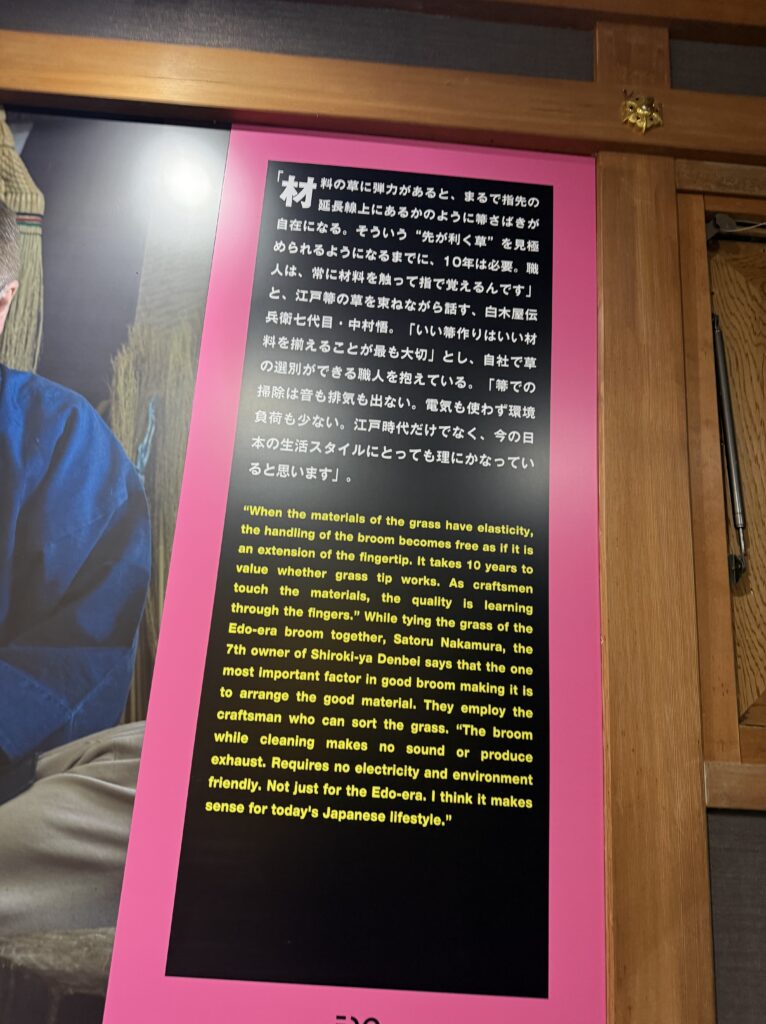 「材料の草に弾力があると、まるで指先の
延長線上にあるかのように箒さばきが
自在になる。そういう“先が利く草”を見極
められるようになるまでに、10年は必要。職
人は、常に材料を触って指で覚えるんです」
と、江戸箒の草を束ねながら話す、白木屋伝
兵衛七代目・中村悟。「いい箒作りはいい材
料を揃えることが最も大切」とし、自社で草
の選別ができる職人を抱えている。「箒での
掃除は音も排気も出ない。電気も使わず環境
負荷も少ない。江戸時代だけでなく、今の日
本の生活スタイルにとっても理にかなってい
ると思います」。
“When the materials of the grass have elasticity,
the handling of the broom becomes free as if it is
an extension of the fingertip. It takes 10 years to
value whether grass tip works. As craftsmen
touch the materials, the quality is learning
through the fingers.” While tying the grass of the
Edo-era broom together, Satoru Nakamura, the
7th owner of Shiroki-ya Denbei says that the one
most important factor in good broom making it is
to arrange the good material. They employ the
craftsman who can sort the grass. “The broom
while cleaning makes no sound or produce
exhaust. Requires no electricity and environment
friendly. Not just for the Edo-era. I think it makes
sense for today's Japanese lifestyle.”